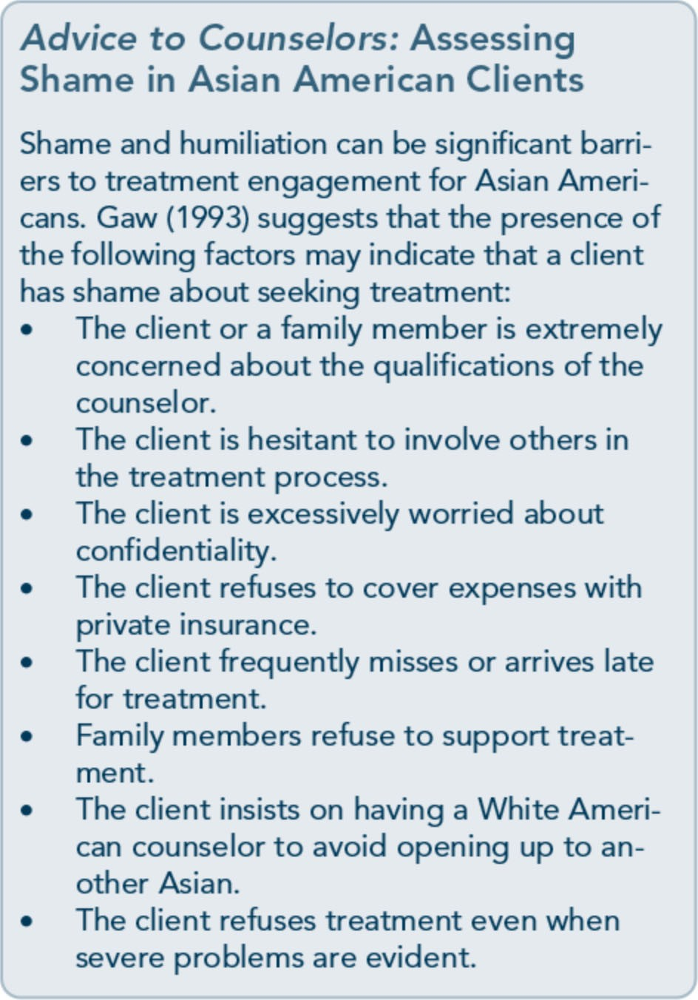 Advice to Counselors: Assessing
Shame in Asian American Clients
Shame and humiliation can be significant barri-
ers to treatment engagement for Asian Ameri-
cans. Gaw (1993) suggests that the presence of
the following factors may indicate that a client
has shame about seeking treatment:
• The client or a family member is extremely
concerned about the qualifications of the
counselor.
• The client is hesitant to involve others in
the treatment process.
• The client is excessively worried about
confidentiality.
• The client refuses to cover expenses with
private insurance.
• The client frequently misses or arrives late
for treatment.
• Family members refuse to support treat-
ment.
• The client insists on having a White Ameri-
can counselor to avoid opening up to an-
other Asian.
• The client refuses treatment even when
severe problems are evident.